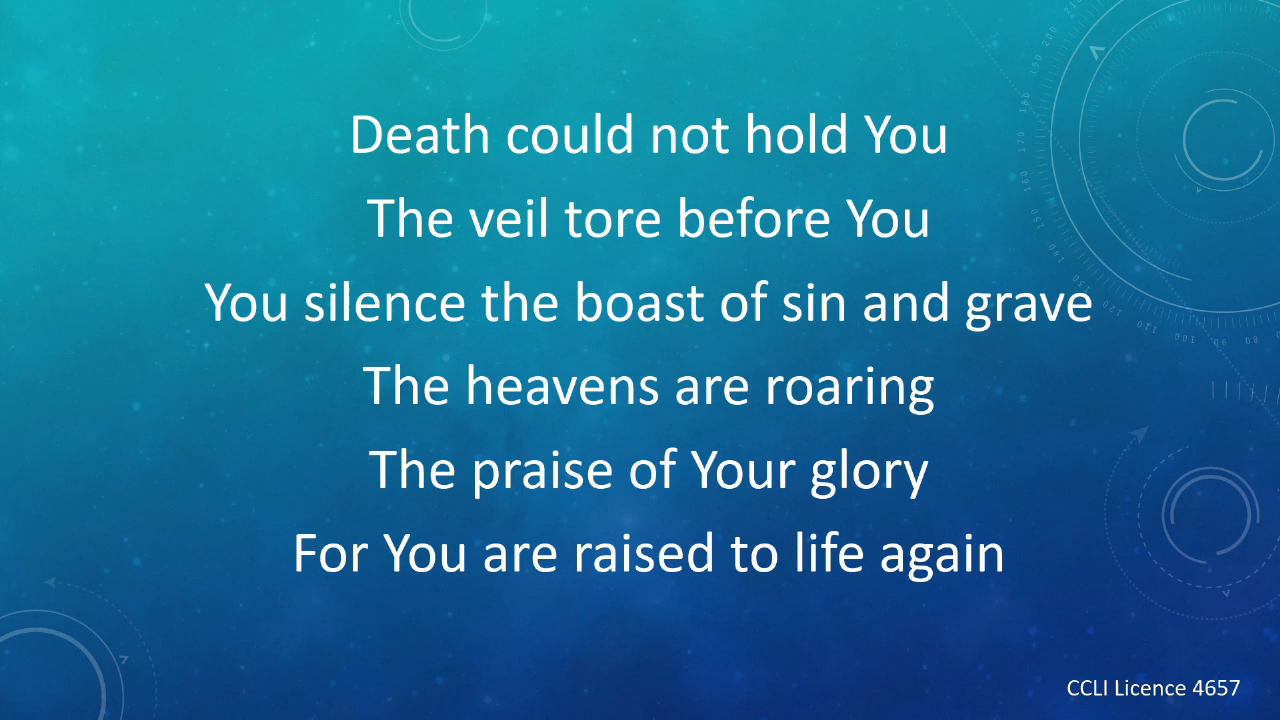 Death could not hold You
The veil tore before You
You silence the boast of sin and grave
The heavens are roaring
The praise of Your glory
For You are raised to life again
CCLI Licence 4657